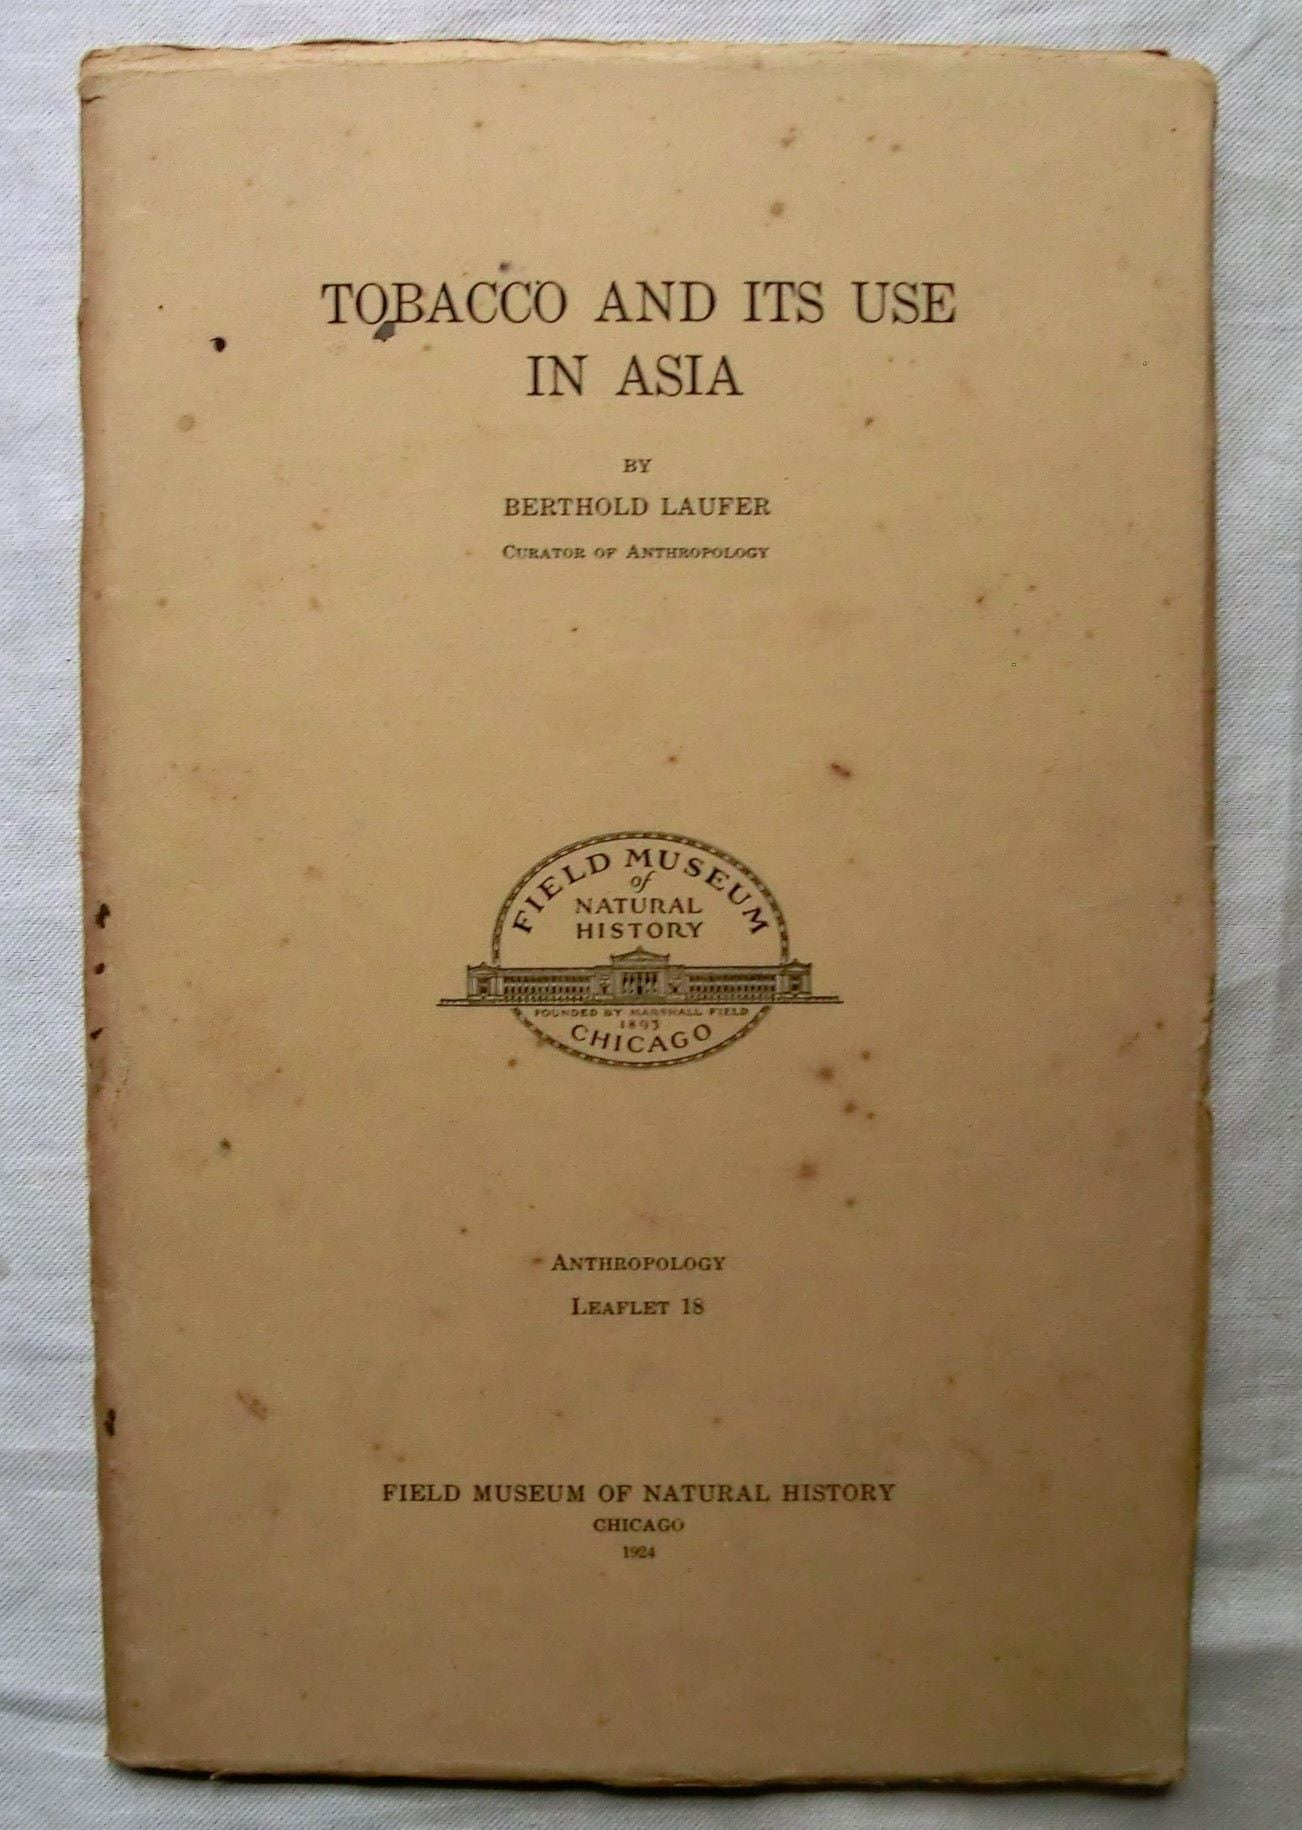 TOBACCO AND ITS USE
IN ASIA
BY
BERTHOLD LAUFER
CURATOR OF ANTHROPOLOGY
FIELD MUSEUM
of
NATURAL
HISTORY
FOUNDED BY MARSHALL FIELD
1893
CHICAGO
ANTHROPOLOGY
LEAFLET 18
FIELD MUSEUM OF NATURAL HISTORY
CHICAGO
1924